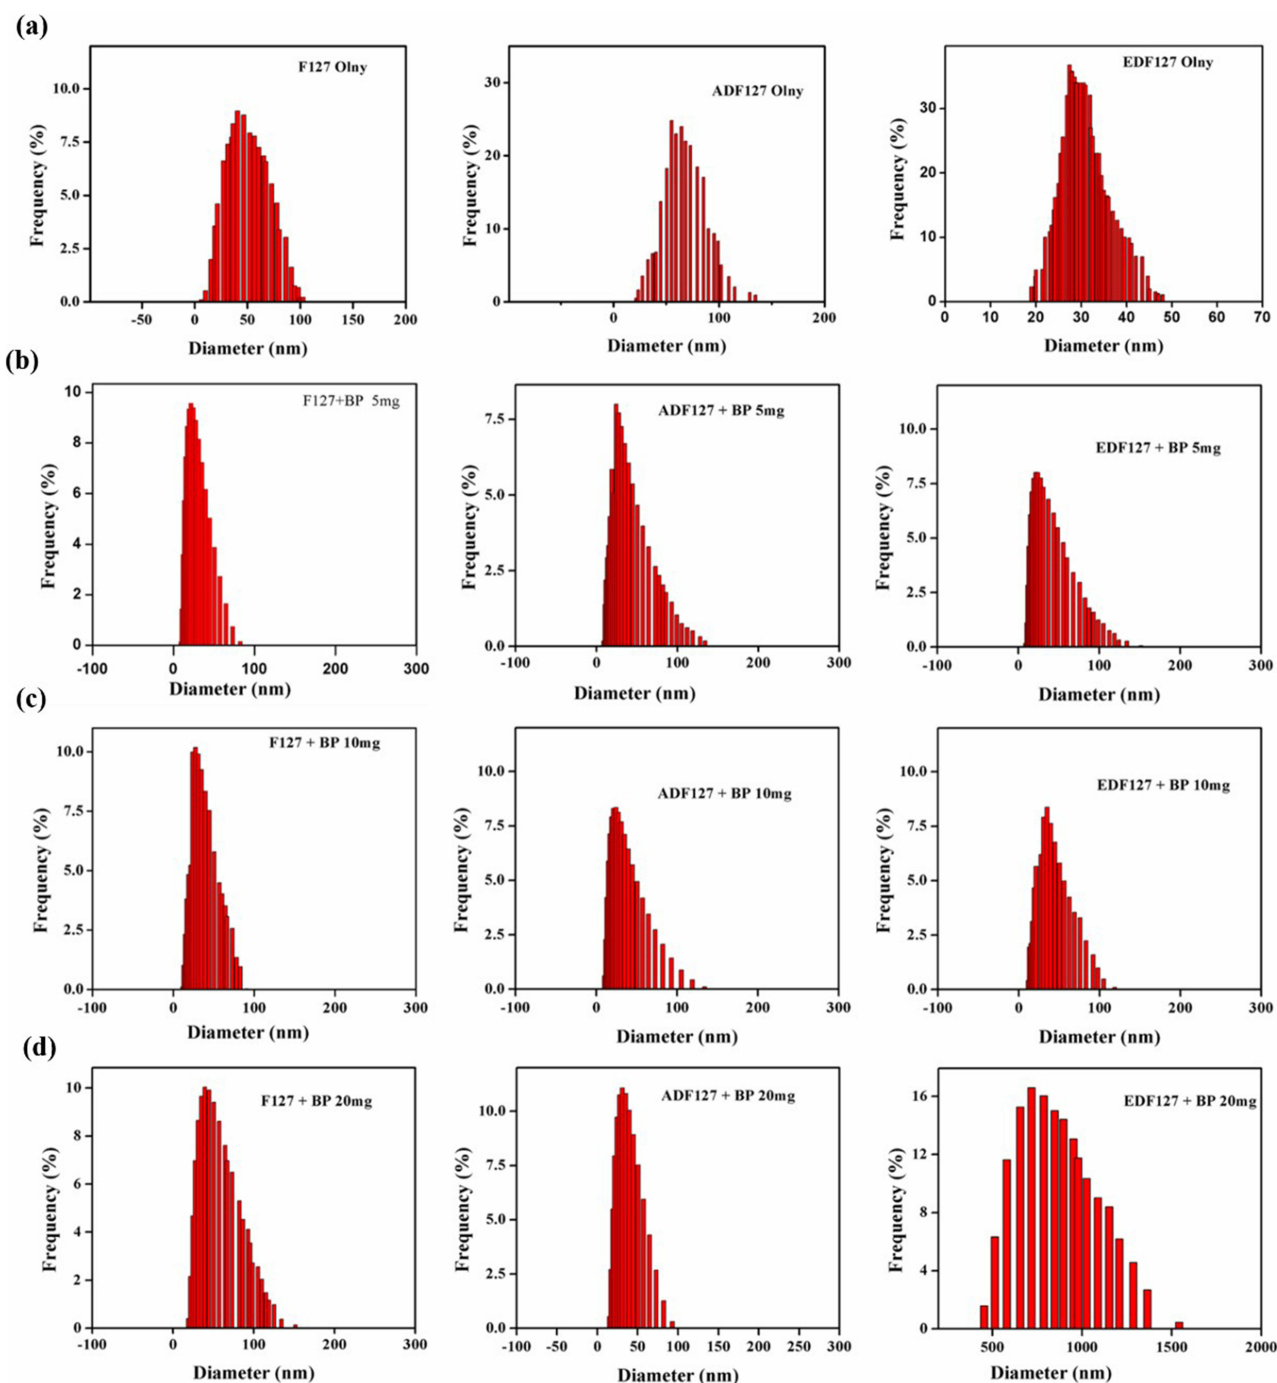 (a)
F127 Olny
10.0
7.5
5.0
2.5
0.0
-50 0 50 100 150 200
Frequency (%)
Diameter (nm)
ADF127 Olny
30
20
10
0
0 100 200
Frequency (%)
Diameter (nm)
EDF127 Olny
30
20
10
0
0 10 20 30 40 50 60 70
Frequency (%)
Diameter (nm)
(b)
F127+BP 5mg
10
8
6
4
2
0
-100 0 100 200 300
Frequency (%)
Diameter (nm)
ADF127 + BP 5mg
7.5
5.0
2.5
0.0
-100 0 100 200 300
Frequency (%)
Diameter (nm)
EDF127 + BP 5mg
10.0
7.5
5.0
2.5
0.0
-100 0 100 200 300
Frequency (%)
Diameter (nm)
(c)
F127 + BP 10mg
10.0
7.5
5.0
2.5
0.0
-100 0 100 200 300
Frequency (%)
Diameter (nm)
ADF127 + BP 10mg
10.0
7.5
5.0
2.5
0.0
-100 0 100 200 300
Frequency (%)
Diameter (nm)
EDF127 + BP 10mg
10.0
7.5
5.0
2.5
0.0
-100 0 100 200 300
Frequency (%)
Diameter (nm)
(d)
F127 + BP 20mg
10
8
6
4
2
0
-100 0 100 200 300
Frequency (%)
Diameter (nm)
ADF127 + BP 20mg
10.0
7.5
5.0
2.5
0.0
-100 -50 0 50 100 150 200 250 300
Frequency (%)
Diameter (nm)
EDF127 + BP 20mg
16
12
8
4
0
500 1000 1500 2000
Frequency (%)
Diameter (nm)